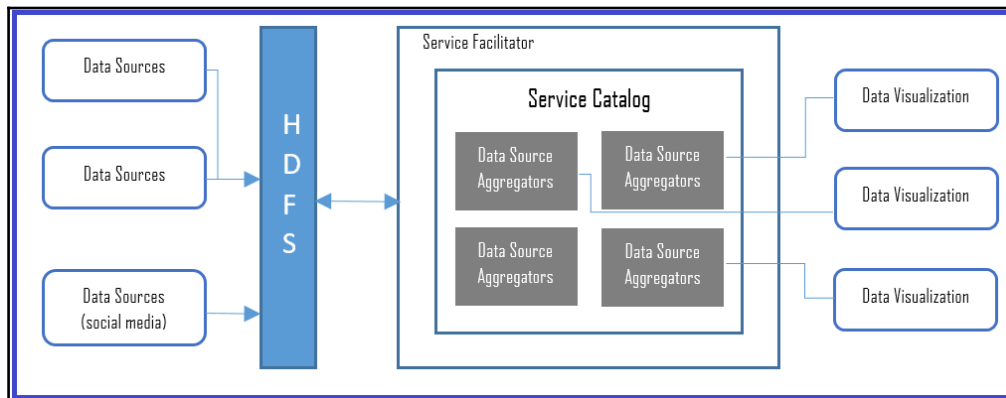 Data Sources
Data Sources
Data Sources
(social media)
H
D
F
S
Service Facilitator
Service Catalog
Data Source
Aggregators
Data Source
Aggregators
Data Source
Aggregators
Data Source
Aggregators
Data Visualization
Data Visualization
Data Visualization